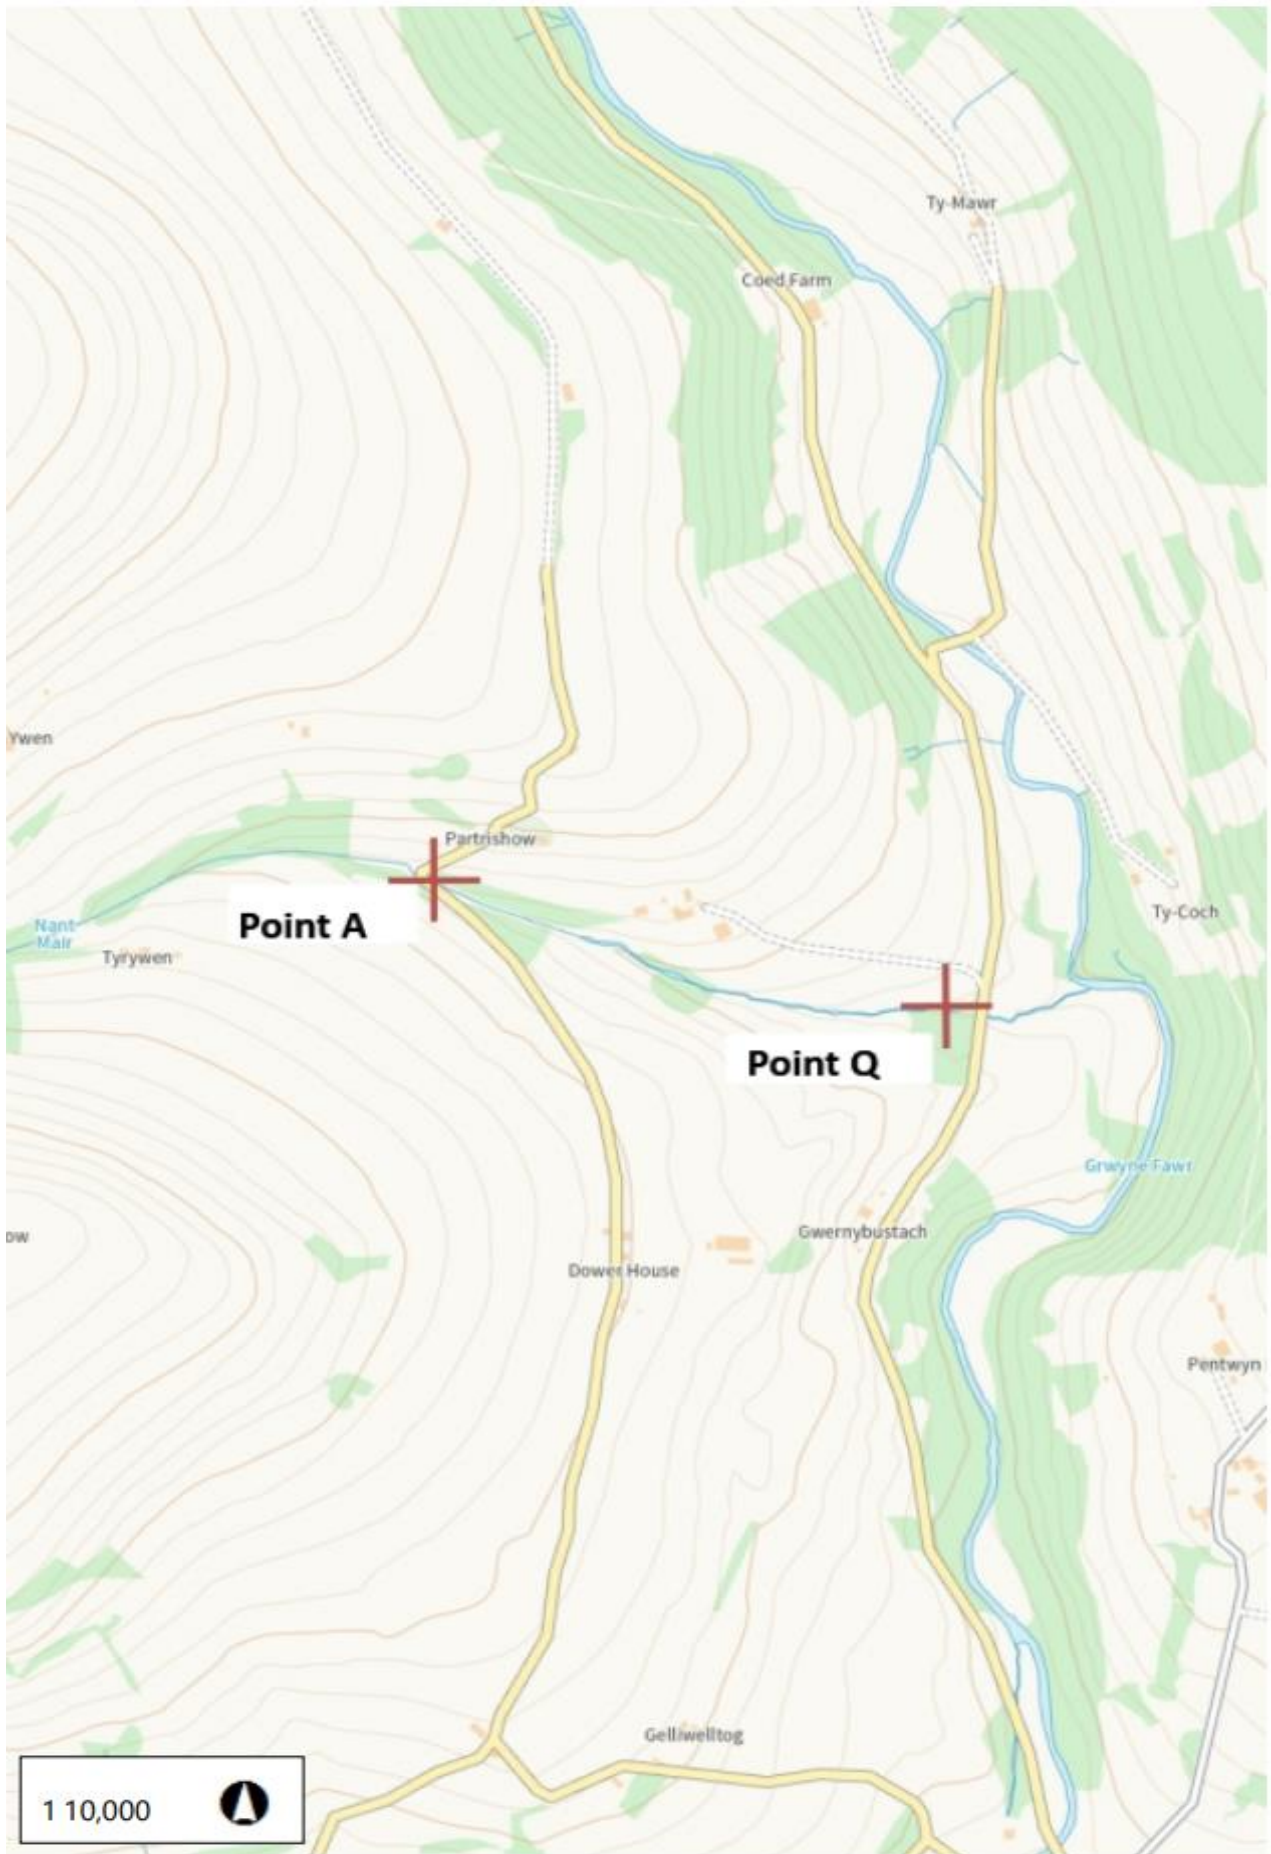 Ty-Mawr
Coed Farm
Ywen
Partrishow
Point A
Nant
Mair
Tyrywen
Ty-Coch
Point Q
Grwyne Fawr
Gwernybustach
ow
Dower House
Pentwyn
Gelliwelltog
1 10,000